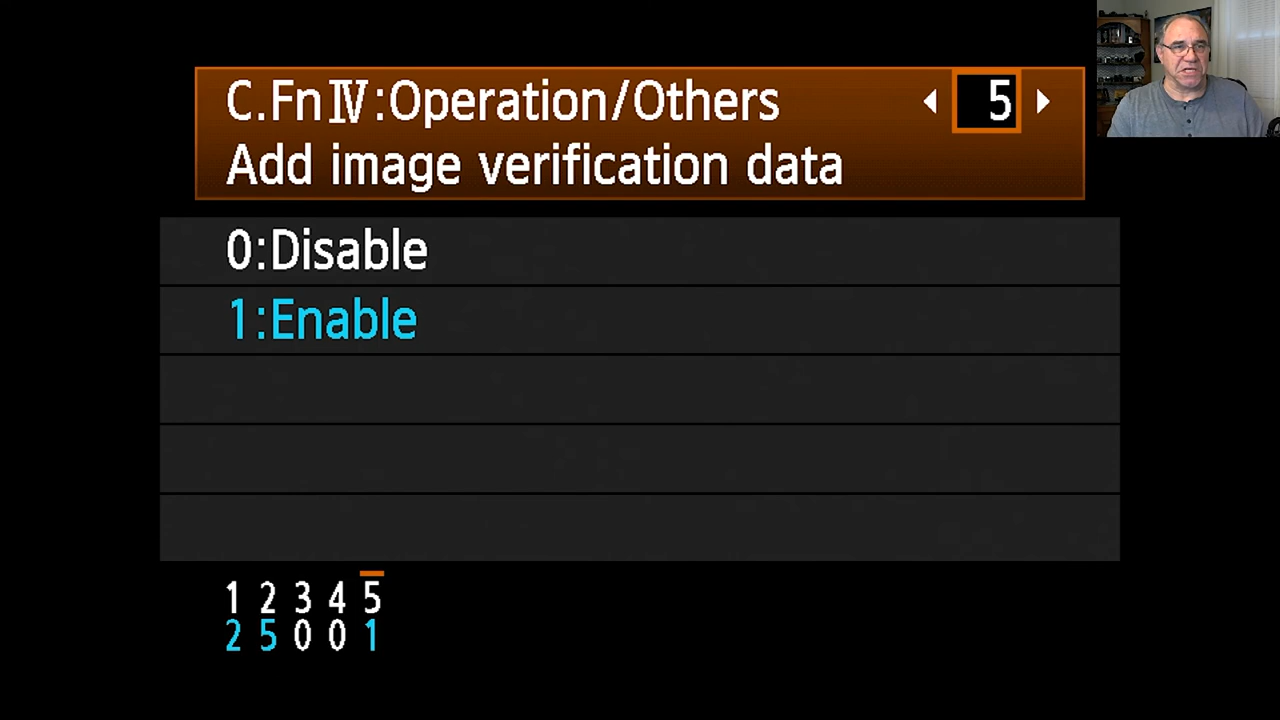 C.Fn Ⅳ :Operation/Others 5
Add image verification data
0:Disable
1:Enable
1 2 3 4 5
2 5 0 0 1